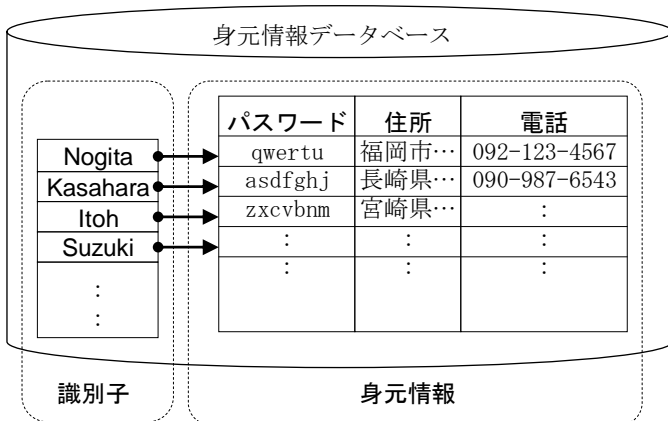 身元情報データベース
パスワード 住所 電話
Nogita qwertu 福岡市… 092-123-4567
Kasahara asdfghj 長崎県… 090-987-6543
Itoh zxcvbnm 宮崎県… :
Suzuki : : :
: : : :
:
識別子 身元情報